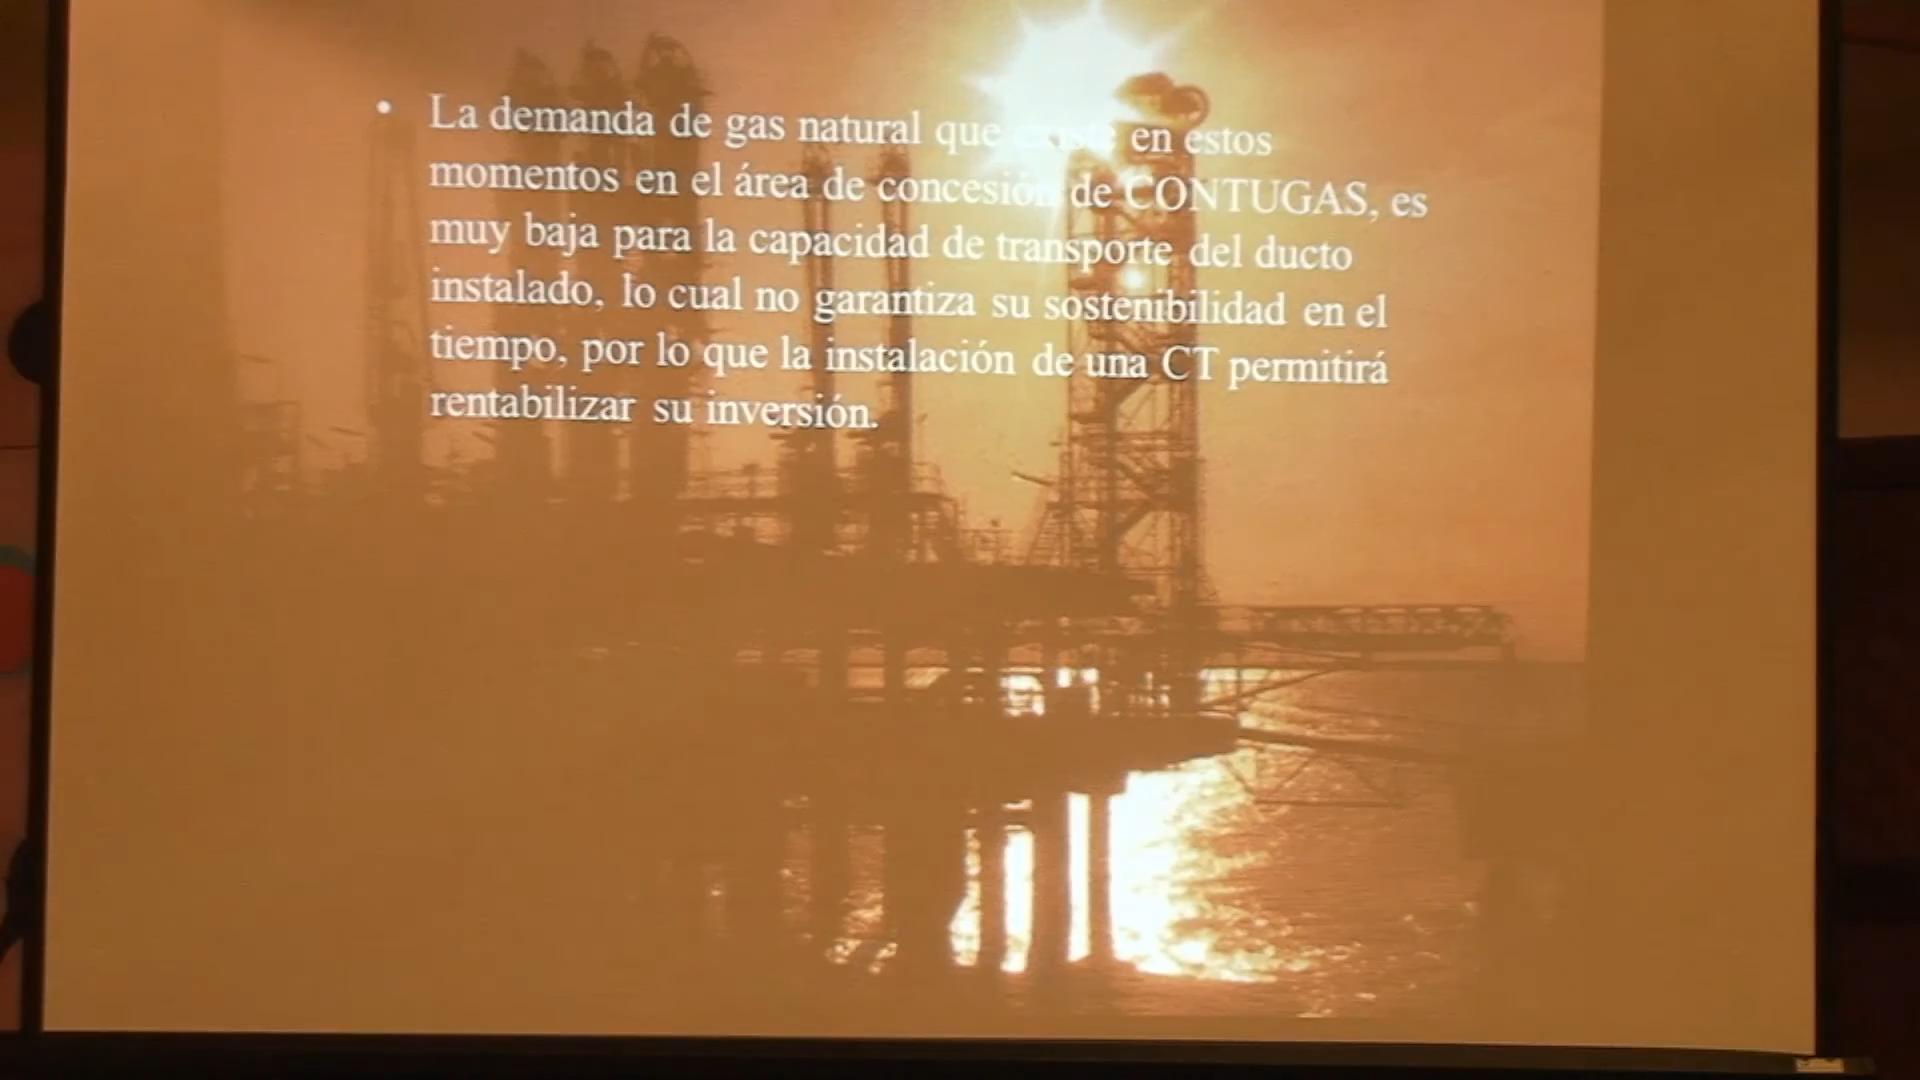 • La demanda de gas natural que existe en estos
momentos en el área de concesión de CONTUGAS, es
muy baja para la capacidad de transporte del ducto
instalado, lo cual no garantiza su sostenibilidad en el
tiempo, por lo que la instalación de una CT permitirá
rentabilizar su inversión.